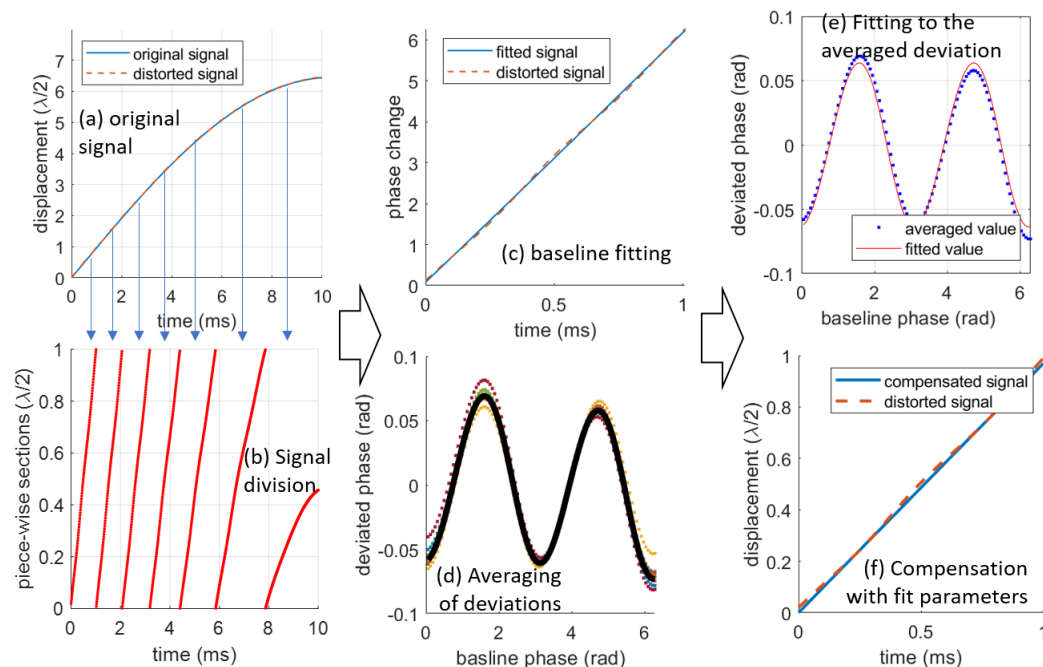 original signal
distorted signal
(a) original
signal
displacement (λ/2)
7
6
5
4
3
2
1
0
0 2 4 6 8 10
time (ms)
piece-wise sections (λ/2)
1
0.8
0.6
0.4
0.2
0
(b) Signal
division
0 2 4 6 8 10
time (ms)
fitted signal
distorted signal
phase change
6
5
4
3
2
1
0
(c) baseline fitting
0 0.5 1
time (ms)
deviated phase (rad)
0.1
0.05
0
-0.05
-0.1
(d) Averaging
of deviations
0 2 4 6
basline phase (rad)
(e) Fitting to the
averaged deviation
deviated phase (rad)
0.1
0.05
0
-0.05
-0.1
averaged value
fitted value
0 2 4 6
baseline phase (rad)
compensated signal
distorted signal
displacement (λ/2)
1
0.8
0.6
0.4
0.2
0
(f) Compensation
with fit parameters
0 0.5 1
time (ms)